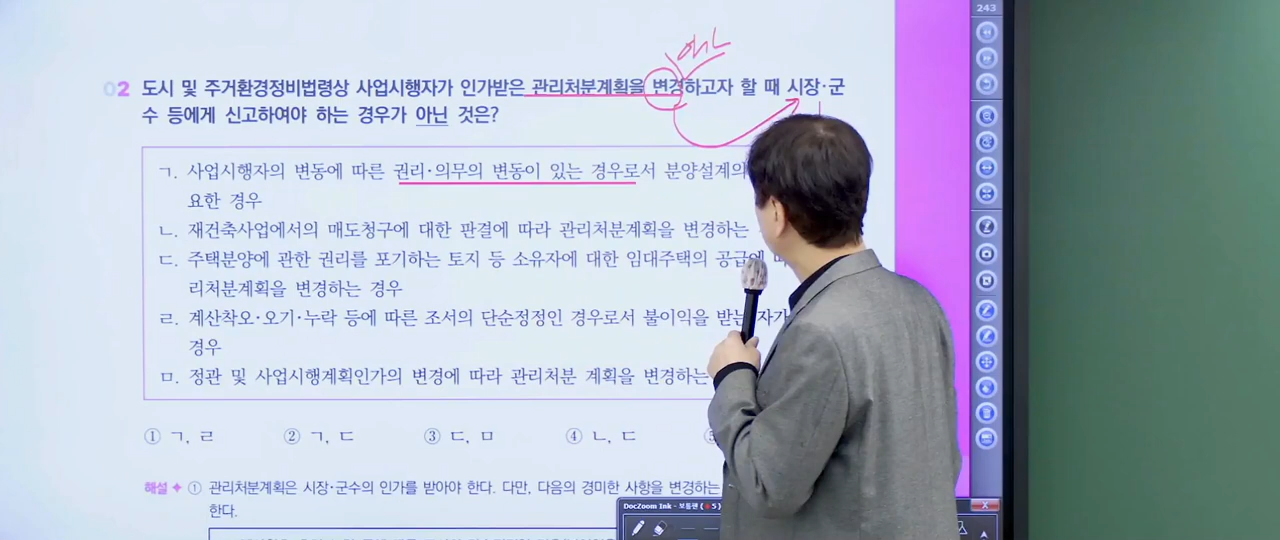 243
02 도시 및 주거환경정비법령상 사업시행자가 인가받은 관리처분계획을 변경하고자 할 때 시장·군
수 등에게 신고하여야 하는 경우가 아닌 것은?
ㄱ. 사업시행자의 변동에 따른 권리·의무의 변동이 있는 경우로서 분양설계의
요한 경우
ㄴ. 재건축사업에서의 매도청구에 대한 판결에 따라 관리처분계획을 변경하는
ㄷ. 주택분양에 관한 권리를 포기하는 토지 등 소유자에 대한 임대주택의 공급에
리처분계획을 변경하는 경우
ㄹ. 계산착오·오기·누락 등에 따른 조서의 단순정정인 경우로서 불이익을 받는 자가
경우
ㅁ. 정관 및 사업시행계획인가의 변경에 따라 관리처분 계획을 변경하는
① ㄱ, ㄹ ② ㄱ, ㄷ ③ ㄷ, ㅁ ④ ㄴ, ㄷ
해설 ① 관리처분계획은 시장·군수의 인가를 받아야 한다. 다만, 다음의 경미한 사항을 변경하는
한다.
DocZoom Ink - 보통펜 ( 5)